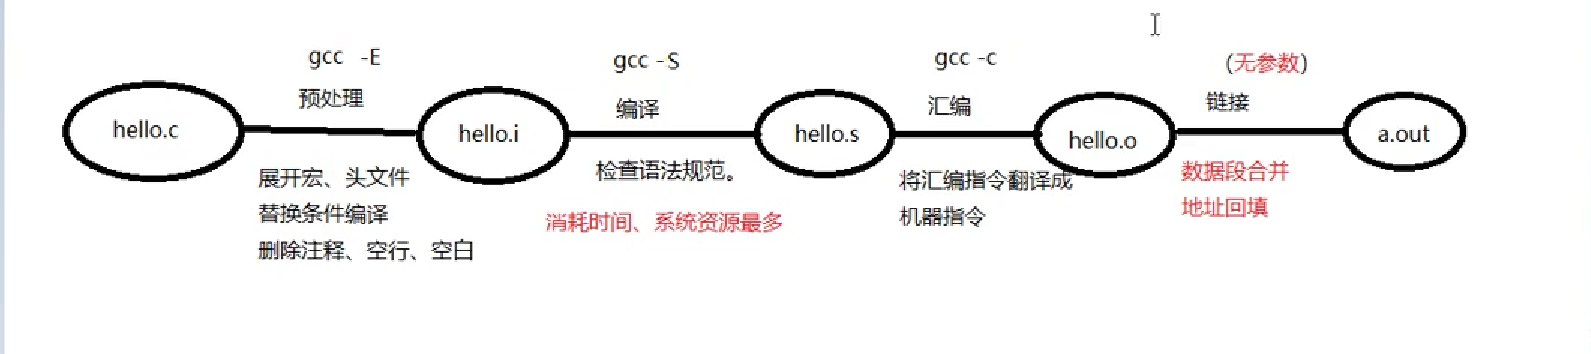 gcc -E
预处理
hello.c
展开宏、头文件
替换条件编译
删除注释、空行、空白
hello.i
gcc -S
编译
检查语法规范。
消耗时间、系统资源最多
hello.s
gcc -c
汇编
将汇编指令翻译成
机器指令
hello.o
(无参数)
链接
数据段合并
地址回填
a.out